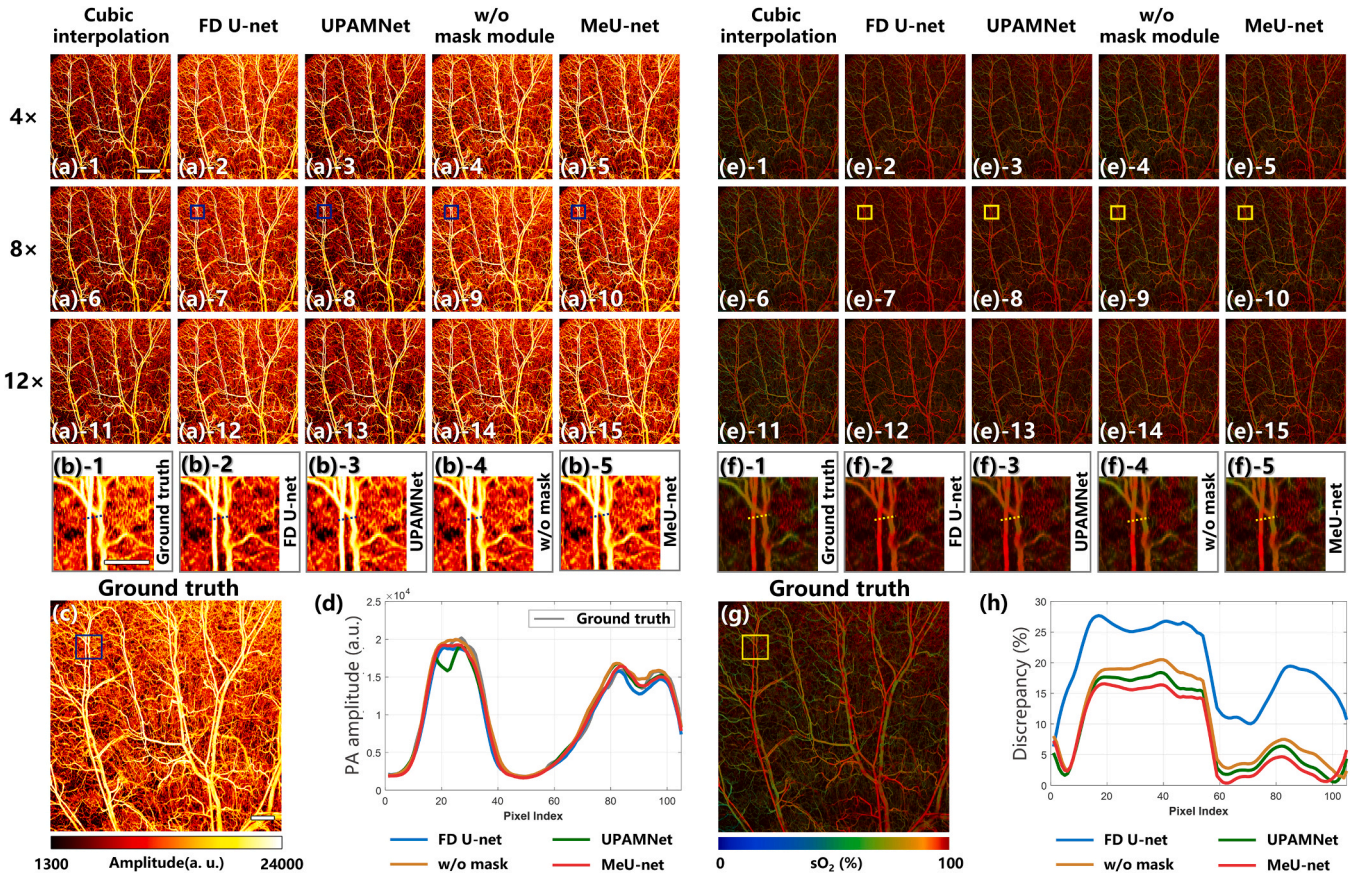 Cubic interpolation
FD U-net
UPAMNet
w/o mask module
MeU-net
Cubic interpolation
FD U-net
UPAMNet
w/o mask module
MeU-net
4×
(a)-1
(a)-2
(a)-3
(a)-4
(a)-5
(e)-1
(e)-2
(e)-3
(e)-4
(e)-5
8×
(a)-6
(a)-7
(a)-8
(a)-9
(a)-10
(e)-6
(e)-7
(e)-8
(e)-9
(e)-10
12×
(a)-11
(a)-12
(a)-13
(a)-14
(a)-15
(e)-11
(e)-12
(e)-13
(e)-14
(e)-15
(b)-1
Ground truth
(b)-2
FD U-net
(b)-3
UPAMNet
(b)-4
w/o mask
(b)-5
MeU-net
(f)-1
Ground truth
(f)-2
FD U-net
(f)-3
UPAMNet
(f)-4
w/o mask
(f)-5
MeU-net
Ground truth
(c)
1300
Amplitude(a. u.)
24000
(d)
×10⁴
2.5
2.0
1.5
1.0
0.5
0
PA amplitude (a.u.)
Ground truth
0 20 40 60 80 100
Pixel Index
FD U-net
UPAMNet
w/o mask
MeU-net
Ground truth
(g)
0
sO₂ (%)
100
(h)
30
25
20
15
10
5
0
Discrepancy (%)
0 20 40 60 80 100
Pixel Index
FD U-net
UPAMNet
w/o mask
MeU-net